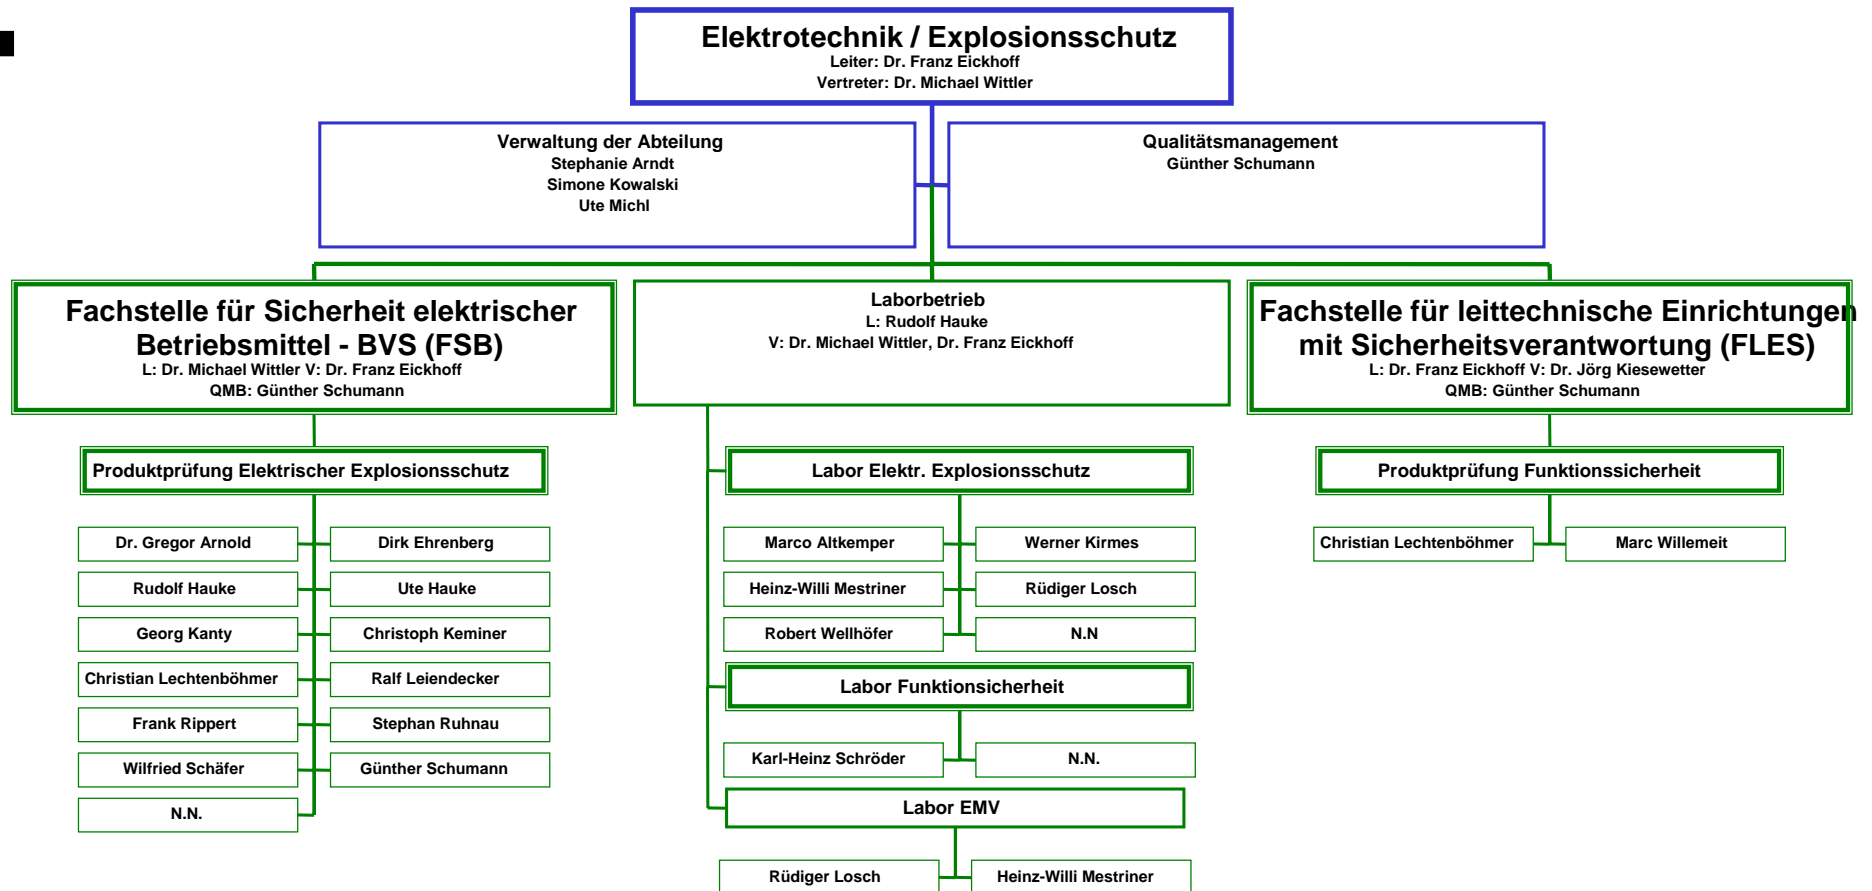 Elektrotechnik / Explosionsschutz
Leiter: Dr. Franz Eickhoff
Vertreter: Dr. Michael Wittler
Verwaltung der Abteilung
Stephanie Arndt
Simone Kowalski
Ute Michl
Qualitätsmanagement
Günther Schumann
Fachstelle für Sicherheit elektrischer
Betriebsmittel - BVS (FSB)
L: Dr. Michael Wittler V: Dr. Franz Eickhoff
QMB: Günther Schumann
Laborbetrieb
L: Rudolf Hauke
V: Dr. Michael Wittler, Dr. Franz Eickhoff
Fachstelle für leittechnische Einrichtungen
mit Sicherheitsverantwortung (FLES)
L: Dr. Franz Eickhoff V: Dr. Jörg Kiesewetter
QMB: Günther Schumann
Produktprüfung Elektrischer Explosionsschutz
Dr. Gregor Arnold
Dirk Ehrenberg
Rudolf Hauke
Ute Hauke
Georg Kanty
Christoph Keminer
Christian Lechtenböhmer
Ralf Leiendecker
Frank Rippert
Stephan Ruhnau
Wilfried Schäfer
Günther Schumann
N.N.
Labor Elektr. Explosionsschutz
Marco Altkemper
Werner Kirmes
Heinz-Willi Mestriner
Rüdiger Losch
Robert Wellhöfer
N.N
Labor Funktionsicherheit
Karl-Heinz Schröder
N.N.
Labor EMV
Rüdiger Losch
Heinz-Willi Mestriner
Produktprüfung Funktionssicherheit
Christian Lechtenböhmer
Marc Willemeit